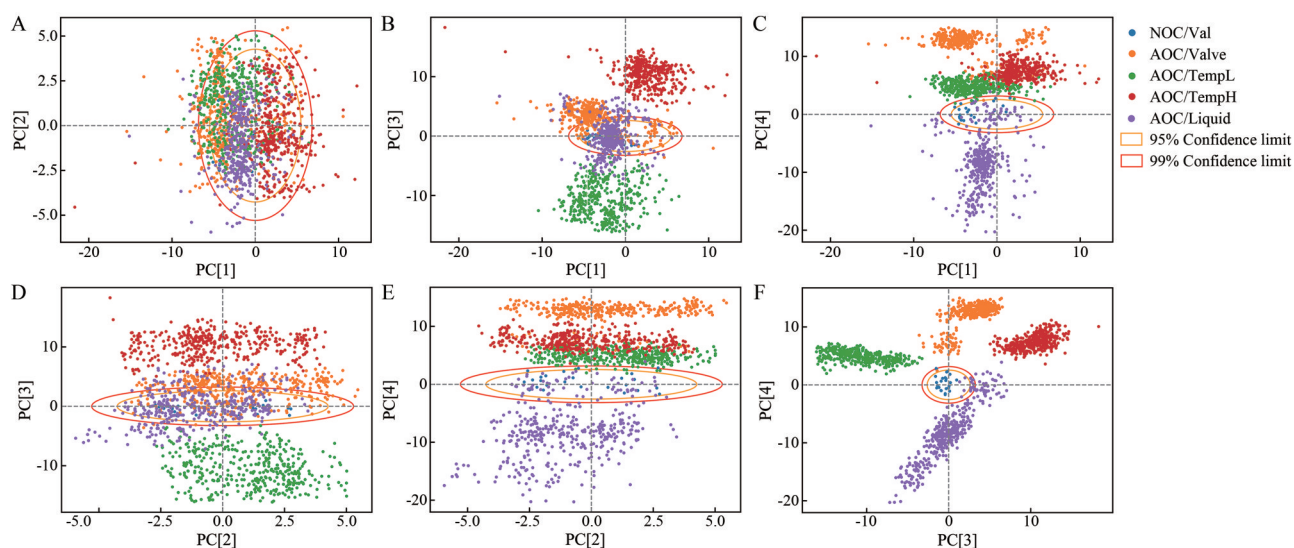 A
5.0
2.5
0.0
-2.5
-5.0
PC[2]
-20
-10
0
10
PC[1]
B
10
0
-10
PC[3]
-20
-10
0
10
PC[1]
C
10
0
-10
-20
PC[4]
-20
-10
0
10
PC[1]
NOC/Val
AOC/Valve
AOC/TempL
AOC/TempH
AOC/Liquid
95% Confidence limit
99% Confidence limit
D
10
0
-10
PC[3]
-5.0
-2.5
0.0
2.5
5.0
PC[2]
E
10
0
-10
-20
PC[4]
-5.0
-2.5
0.0
2.5
5.0
PC[2]
F
10
0
-10
-20
PC[4]
-10
0
10
PC[3]